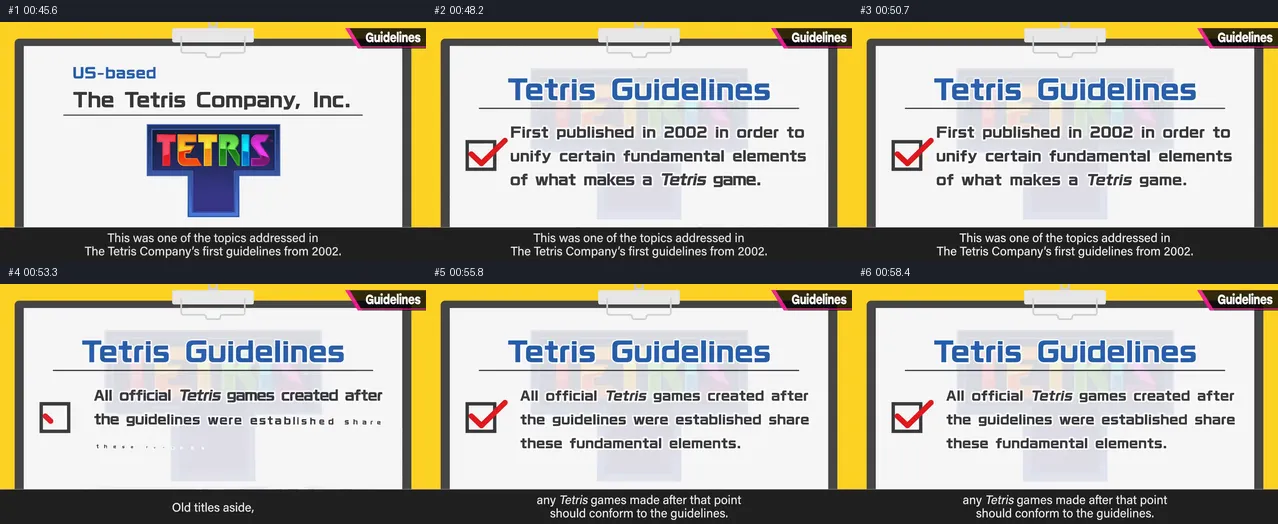 #1 00:45.6
Guidelines
US-based
The Tetris Company, Inc.
TETRIS
This was one of the topics addressed in
The Tetris Company's first guidelines from 2002.
#2 00:48.2
Guidelines
Tetris Guidelines
First published in 2002 in order to
unify certain fundamental elements
of what makes a Tetris game.
This was one of the topics addressed in
The Tetris Company's first guidelines from 2002.
#3 00:50.7
Guidelines
Tetris Guidelines
First published in 2002 in order to
unify certain fundamental elements
of what makes a Tetris game.
This was one of the topics addressed in
The Tetris Company's first guidelines from 2002.
#4 00:53.3
Guidelines
Tetris Guidelines
All official Tetris games created after
the guidelines were established share
these
Old titles aside,
#5 00:55.8
Guidelines
Tetris Guidelines
All official Tetris games created after
the guidelines were established share
these fundamental elements.
any Tetris games made after that point
should conform to the guidelines.
#6 00:58.4
Guidelines
Tetris Guidelines
All official Tetris games created after
the guidelines were established share
these fundamental elements.
any Tetris games made after that point
should conform to the guidelines.